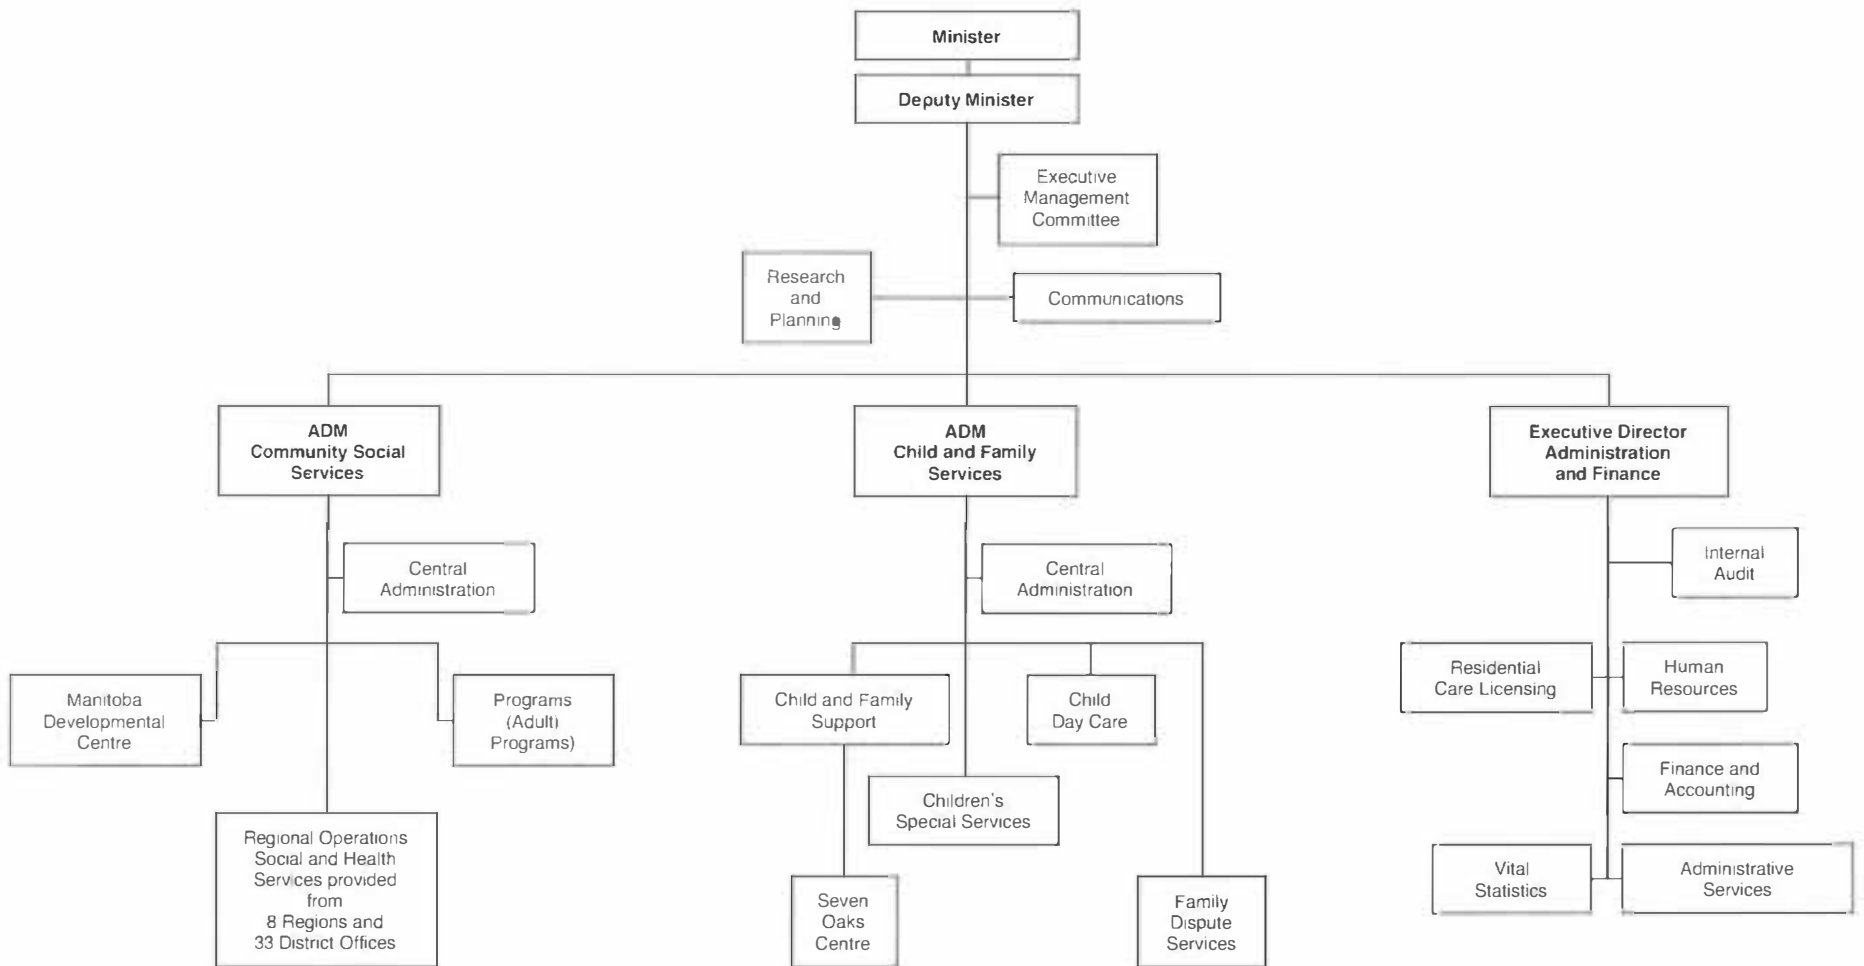 Minister
Deputy Minister
Executive
Management
Committee
Research
and
Planning
Communications
ADM
Community Social
Services
ADM
Child and Family
Services
Executive Director
Administration
and Finance
Central
Administration
Central
Administration
Internal
Audit
Manitoba
Developmental
Centre
Programs
(Adult)
Programs)
Child and Family
Support
Child
Day Care
Residential
Care Licensing
Human
Resources
Children's
Special Services
Finance and
Accounting
Regional Operations
Social and Health
Services provided
from
8 Regions and
33 District Offices
Seven
Oaks
Centre
Family
Dispute
Services
Vital
Statistics
Administrative
Services